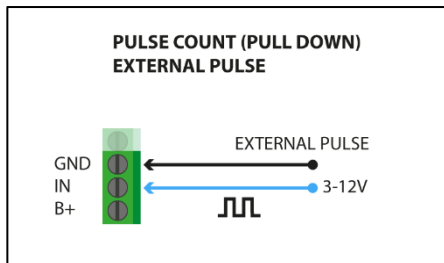 PULSE COUNT (PULL DOWN)
EXTERNAL PULSE
EXTERNAL PULSE
GND
IN
3-12V
B+